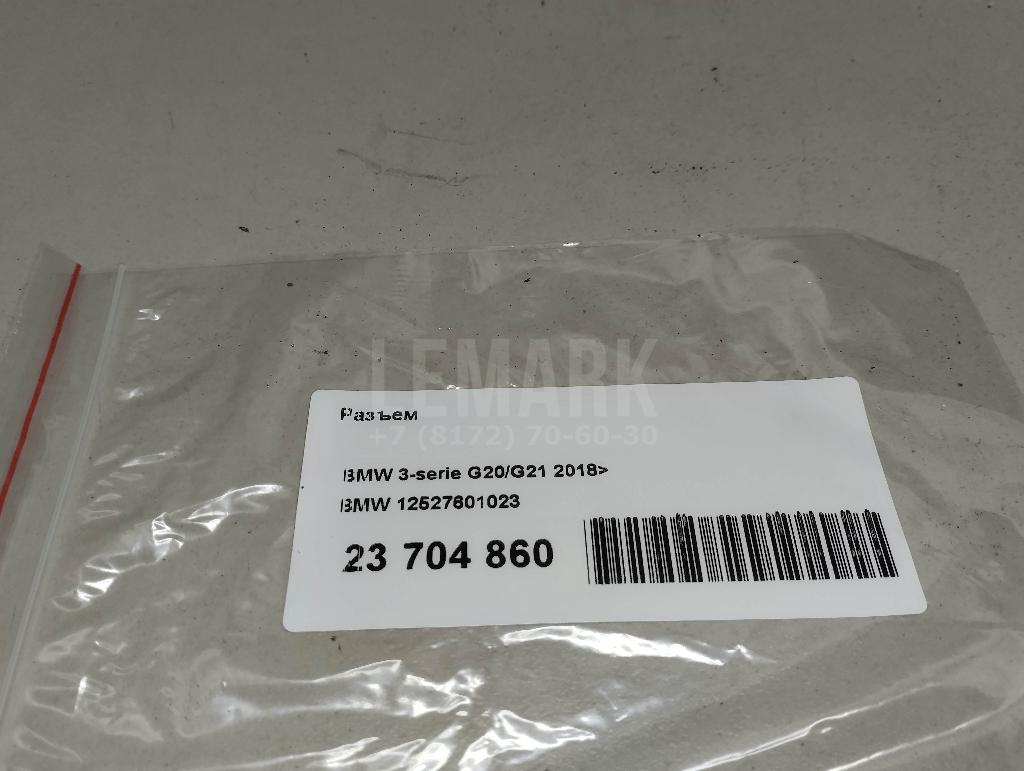 LEMARK
Разъем
+7 (8172) 70-60-30
BMW 3-serie G20/G21 2018>
BMW 12527601023
23 704 860